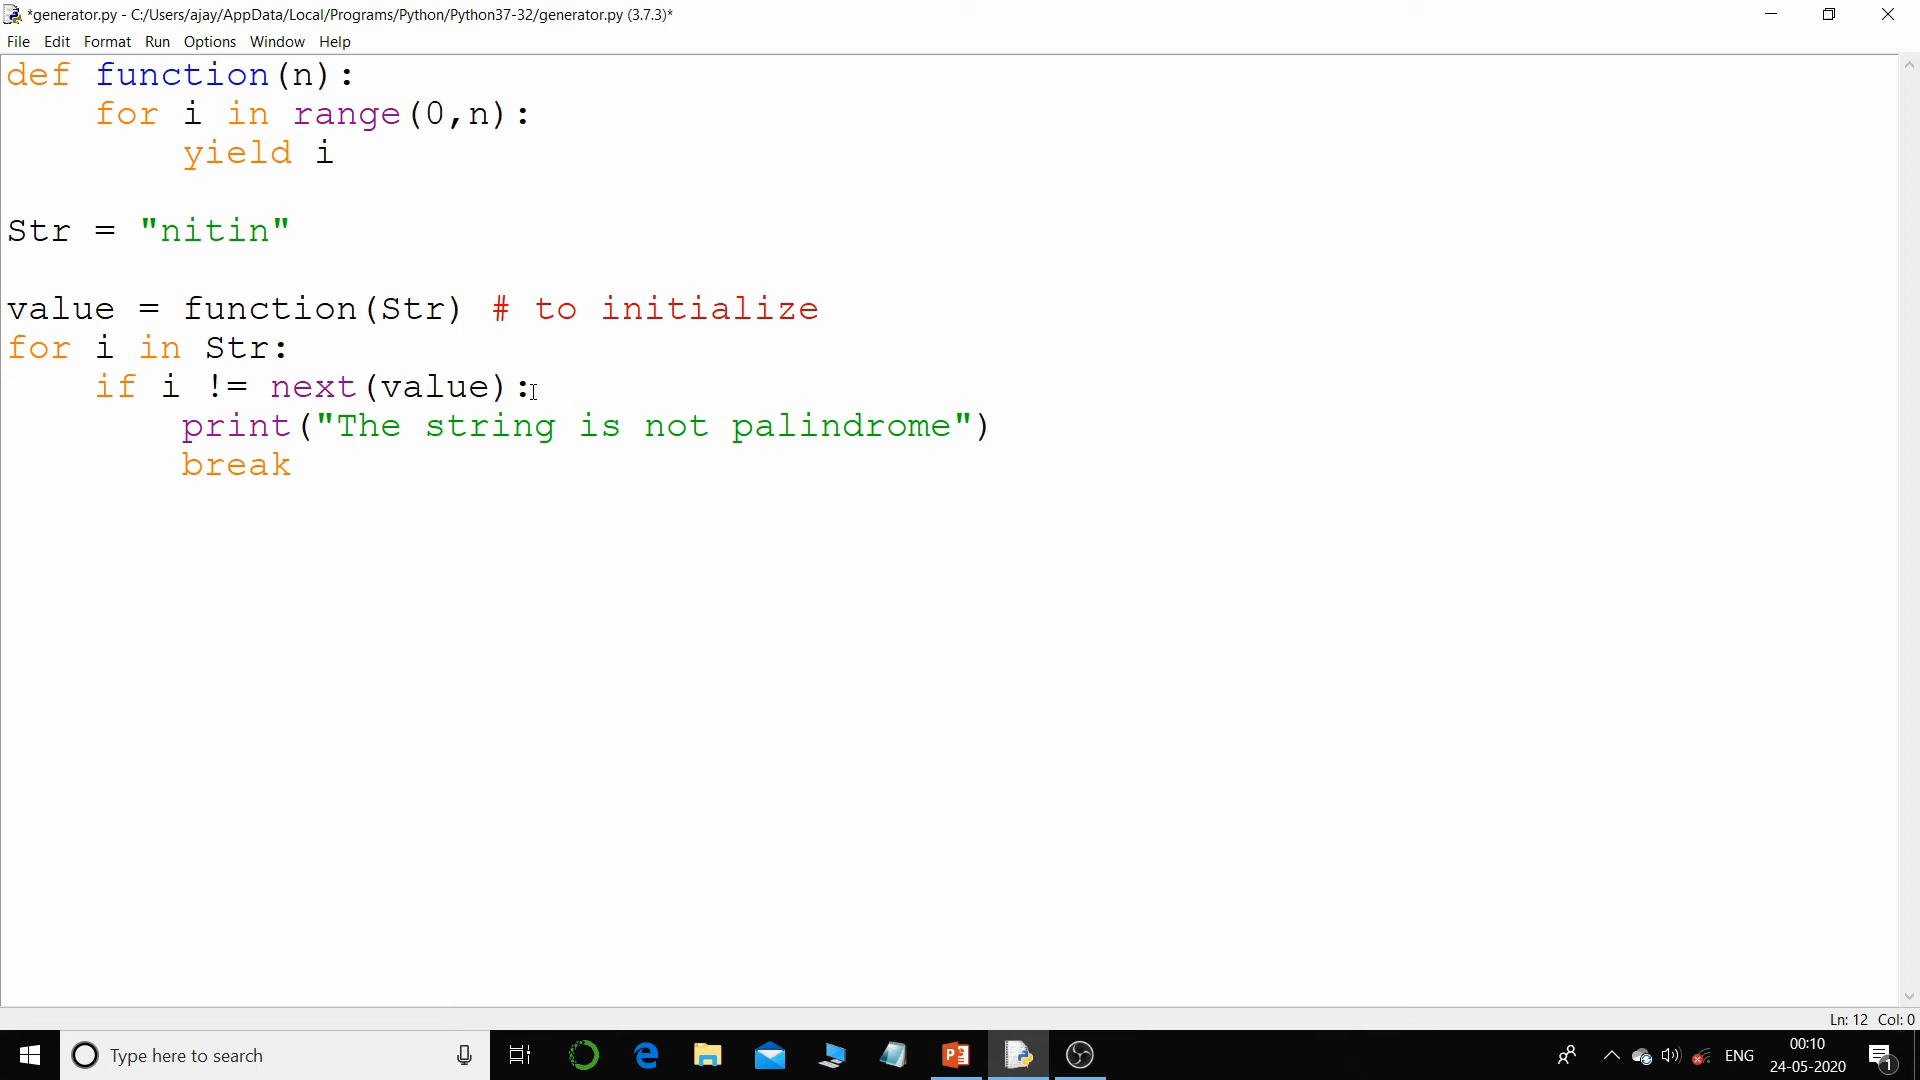 *generator.py - C:/Users/ajay/AppData/Local/Programs/Python/Python37-32/generator.py (3.7.3)*
File Edit Format Run Options Window Help
def function(n):
    for i in range(0,n):
        yield i
Str = "nitin"
value = function(Str) # to initialize
for i in Str:
    if i != next(value):
        print("The string is not palindrome")
        break
Ln: 12 Col: 0
Type here to search
ENG
00:10
24-05-2020
1